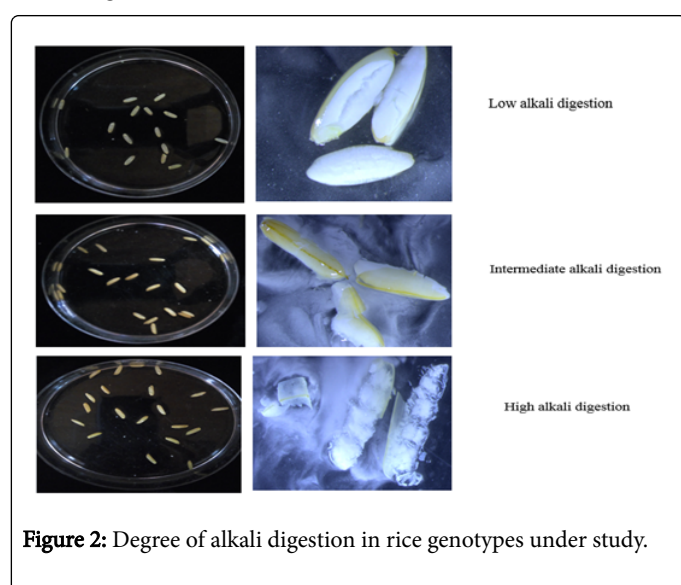 Low alkali digestion
Intermediate alkali digestion
High alkali digestion
Figure 2: Degree of alkali digestion in rice genotypes under study.